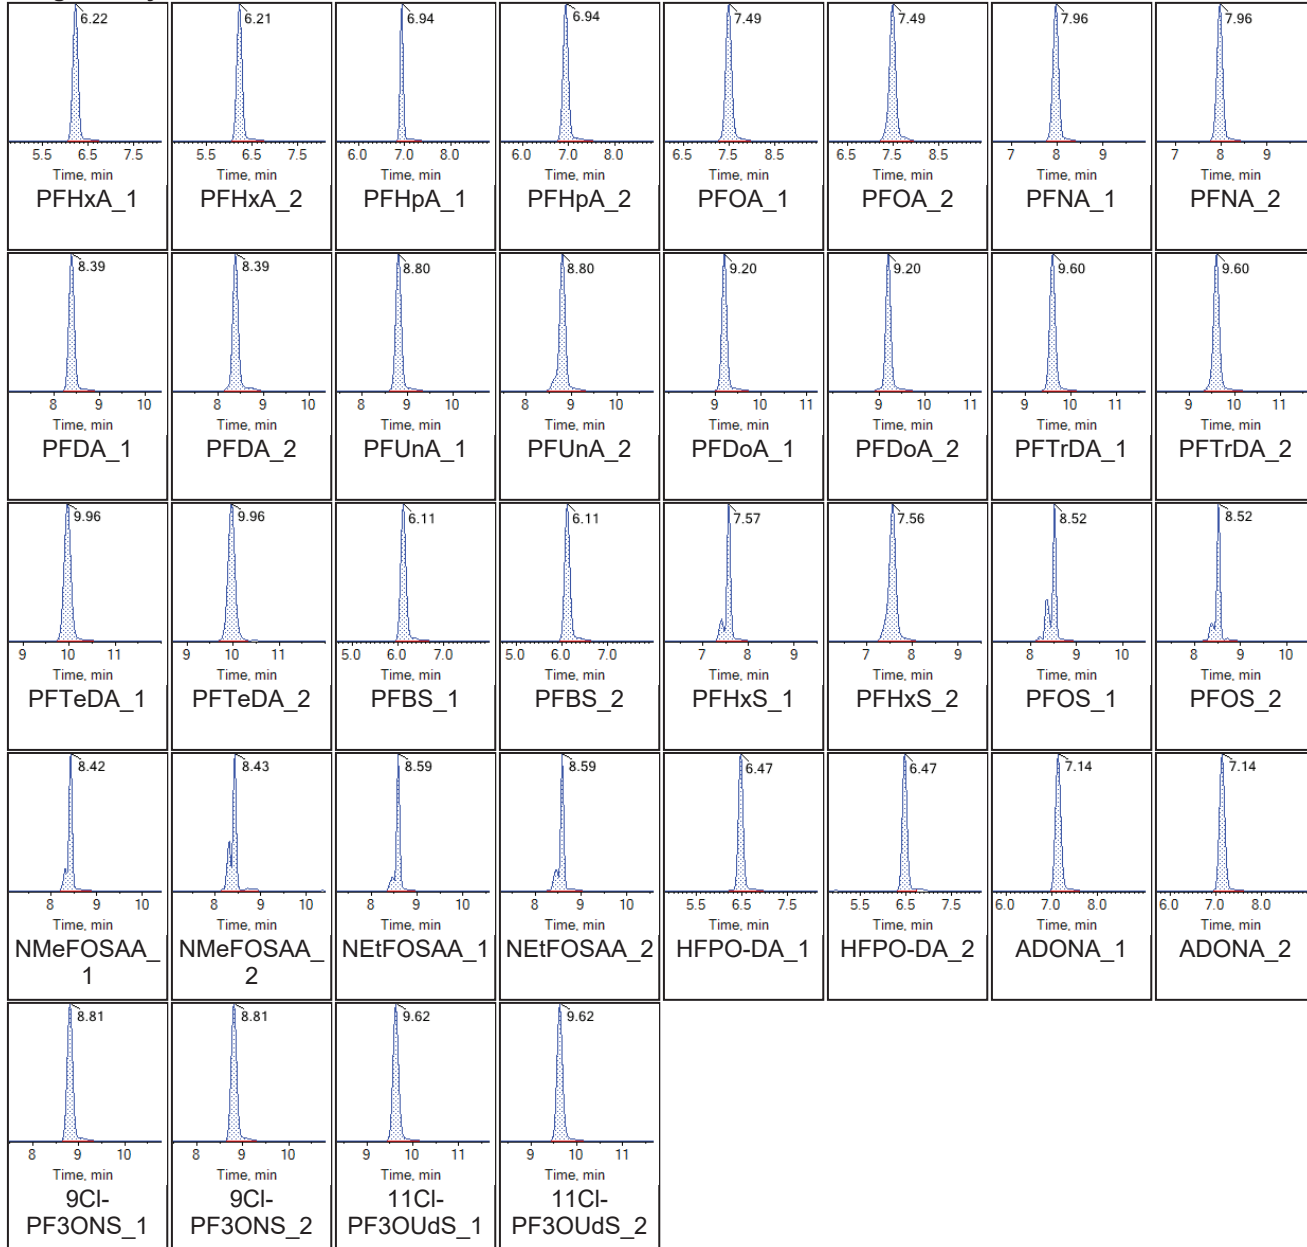 6.22 6.21 6.94 6.94 7.49 7.49 7.96 7.96
5.5 6.5 7.5 5.5 6.5 7.5 6.0 7.0 8.0 6.0 7.0 8.0 6.5 7.5 8.5 6.5 7.5 8.5 7 8 9 7 8 9
Time, min Time, min Time, min Time, min Time, min Time, min Time, min Time, min
PFHxA_1 PFHxA_2 PFHpA_1 PFHpA_2 PFOA_1 PFOA_2 PFNA_1 PFNA_2
8.39 8.39 8.80 8.80 9.20 9.20 9.60 9.60
8 9 10 8 9 10 8 9 10 8 9 10 9 10 11 9 10 11 9 10 11 9 10 11
Time, min Time, min Time, min Time, min Time, min Time, min Time, min Time, min
PFDA_1 PFDA_2 PFUnA_1 PFUnA_2 PFDoA_1 PFDoA_2 PFTrDA_1 PFTrDA_2
9.96 9.96 6.11 6.11 7.57 7.56 8.52 8.52
9 10 11 9 10 11 5.0 6.0 7.0 5.0 6.0 7.0 7 8 9 7 8 9 8 9 10 8 9 10
Time, min Time, min Time, min Time, min Time, min Time, min Time, min Time, min
PFTeDA_1 PFTeDA_2 PFBS_1 PFBS_2 PFHxS_1 PFHxS_2 PFOS_1 PFOS_2
8.42 8.43 8.59 8.59 6.47 6.47 7.14 7.14
8 9 10 8 9 10 8 9 10 8 9 10 5.5 6.5 7.5 5.5 6.5 7.5 6.0 7.0 8.0 6.0 7.0 8.0
Time, min Time, min Time, min Time, min Time, min Time, min Time, min Time, min
NMeFOSAA_ NMeFOSAA_ NEtFOSAA_1 NEtFOSAA_2 HFPO-DA_1 HFPO-DA_2 ADONA_1 ADONA_2
1 2
8.81 8.81 9.62 9.62
8 9 10 8 9 10 9 10 11 9 10 11
Time, min Time, min Time, min Time, min
9Cl- 9Cl- 11Cl- 11Cl-
PF3ONS_1 PF3ONS_2 PF3OUdS_1 PF3OUdS_2